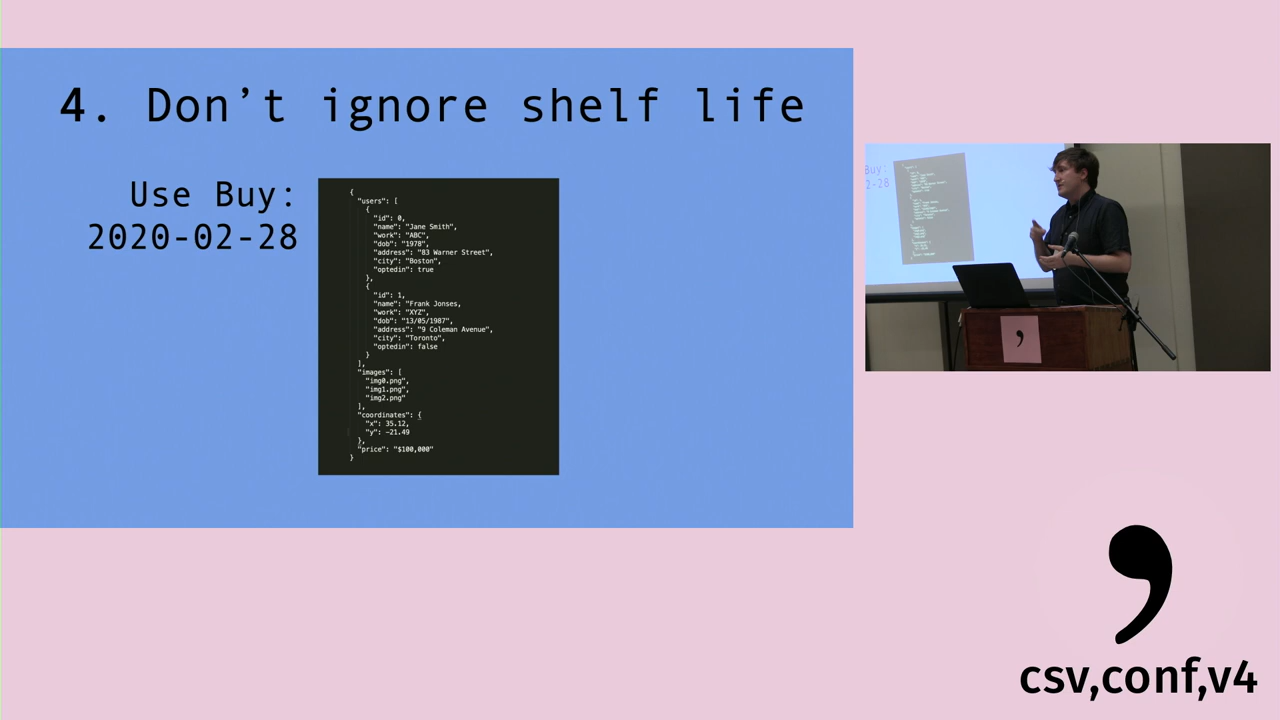 4. Don’t ignore shelf life
Use Buy:
2020-02-28
{
"users": [
{
"id": 0,
"name": "Jane Smith",
"work": "ABC",
"dob": "1978",
"address": "83 Warner Street",
"city": "Boston",
"optedin": true
},
{
"id": 1,
"name": "Frank Jonses,
"work": "XYZ",
"dob": "13/05/1987",
"address": "9 Coleman Avenue",
"city": "Toronto",
"optedin": false
}
],
"images": [
"img0.png",
"img1.png",
"img2.png"
],
"coordinates": {
"x": 35.12,
"y": -21.49
},
"price": "$100,000"
}
Buy:
2-28
,
,
csv,conf,v4